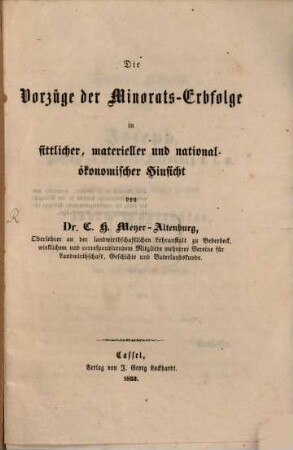 Die
Vorzüge der Minorats-Erbfolge
in
sittlicher, materieller und national-
ökonomischer Hinsicht
von
Dr. C. H. Meyer-Altenburg,
Oberlehrer an der landwirthschaftlichen Lehranstalt zu Beberbeck,
wirklichem und correspondirendem Mitgliede mehrerer Vereine für
Landwirthschaft, Geschichte und Vaterlandskunde.
Cassel,
Verlag von J. Georg Luckhardt.